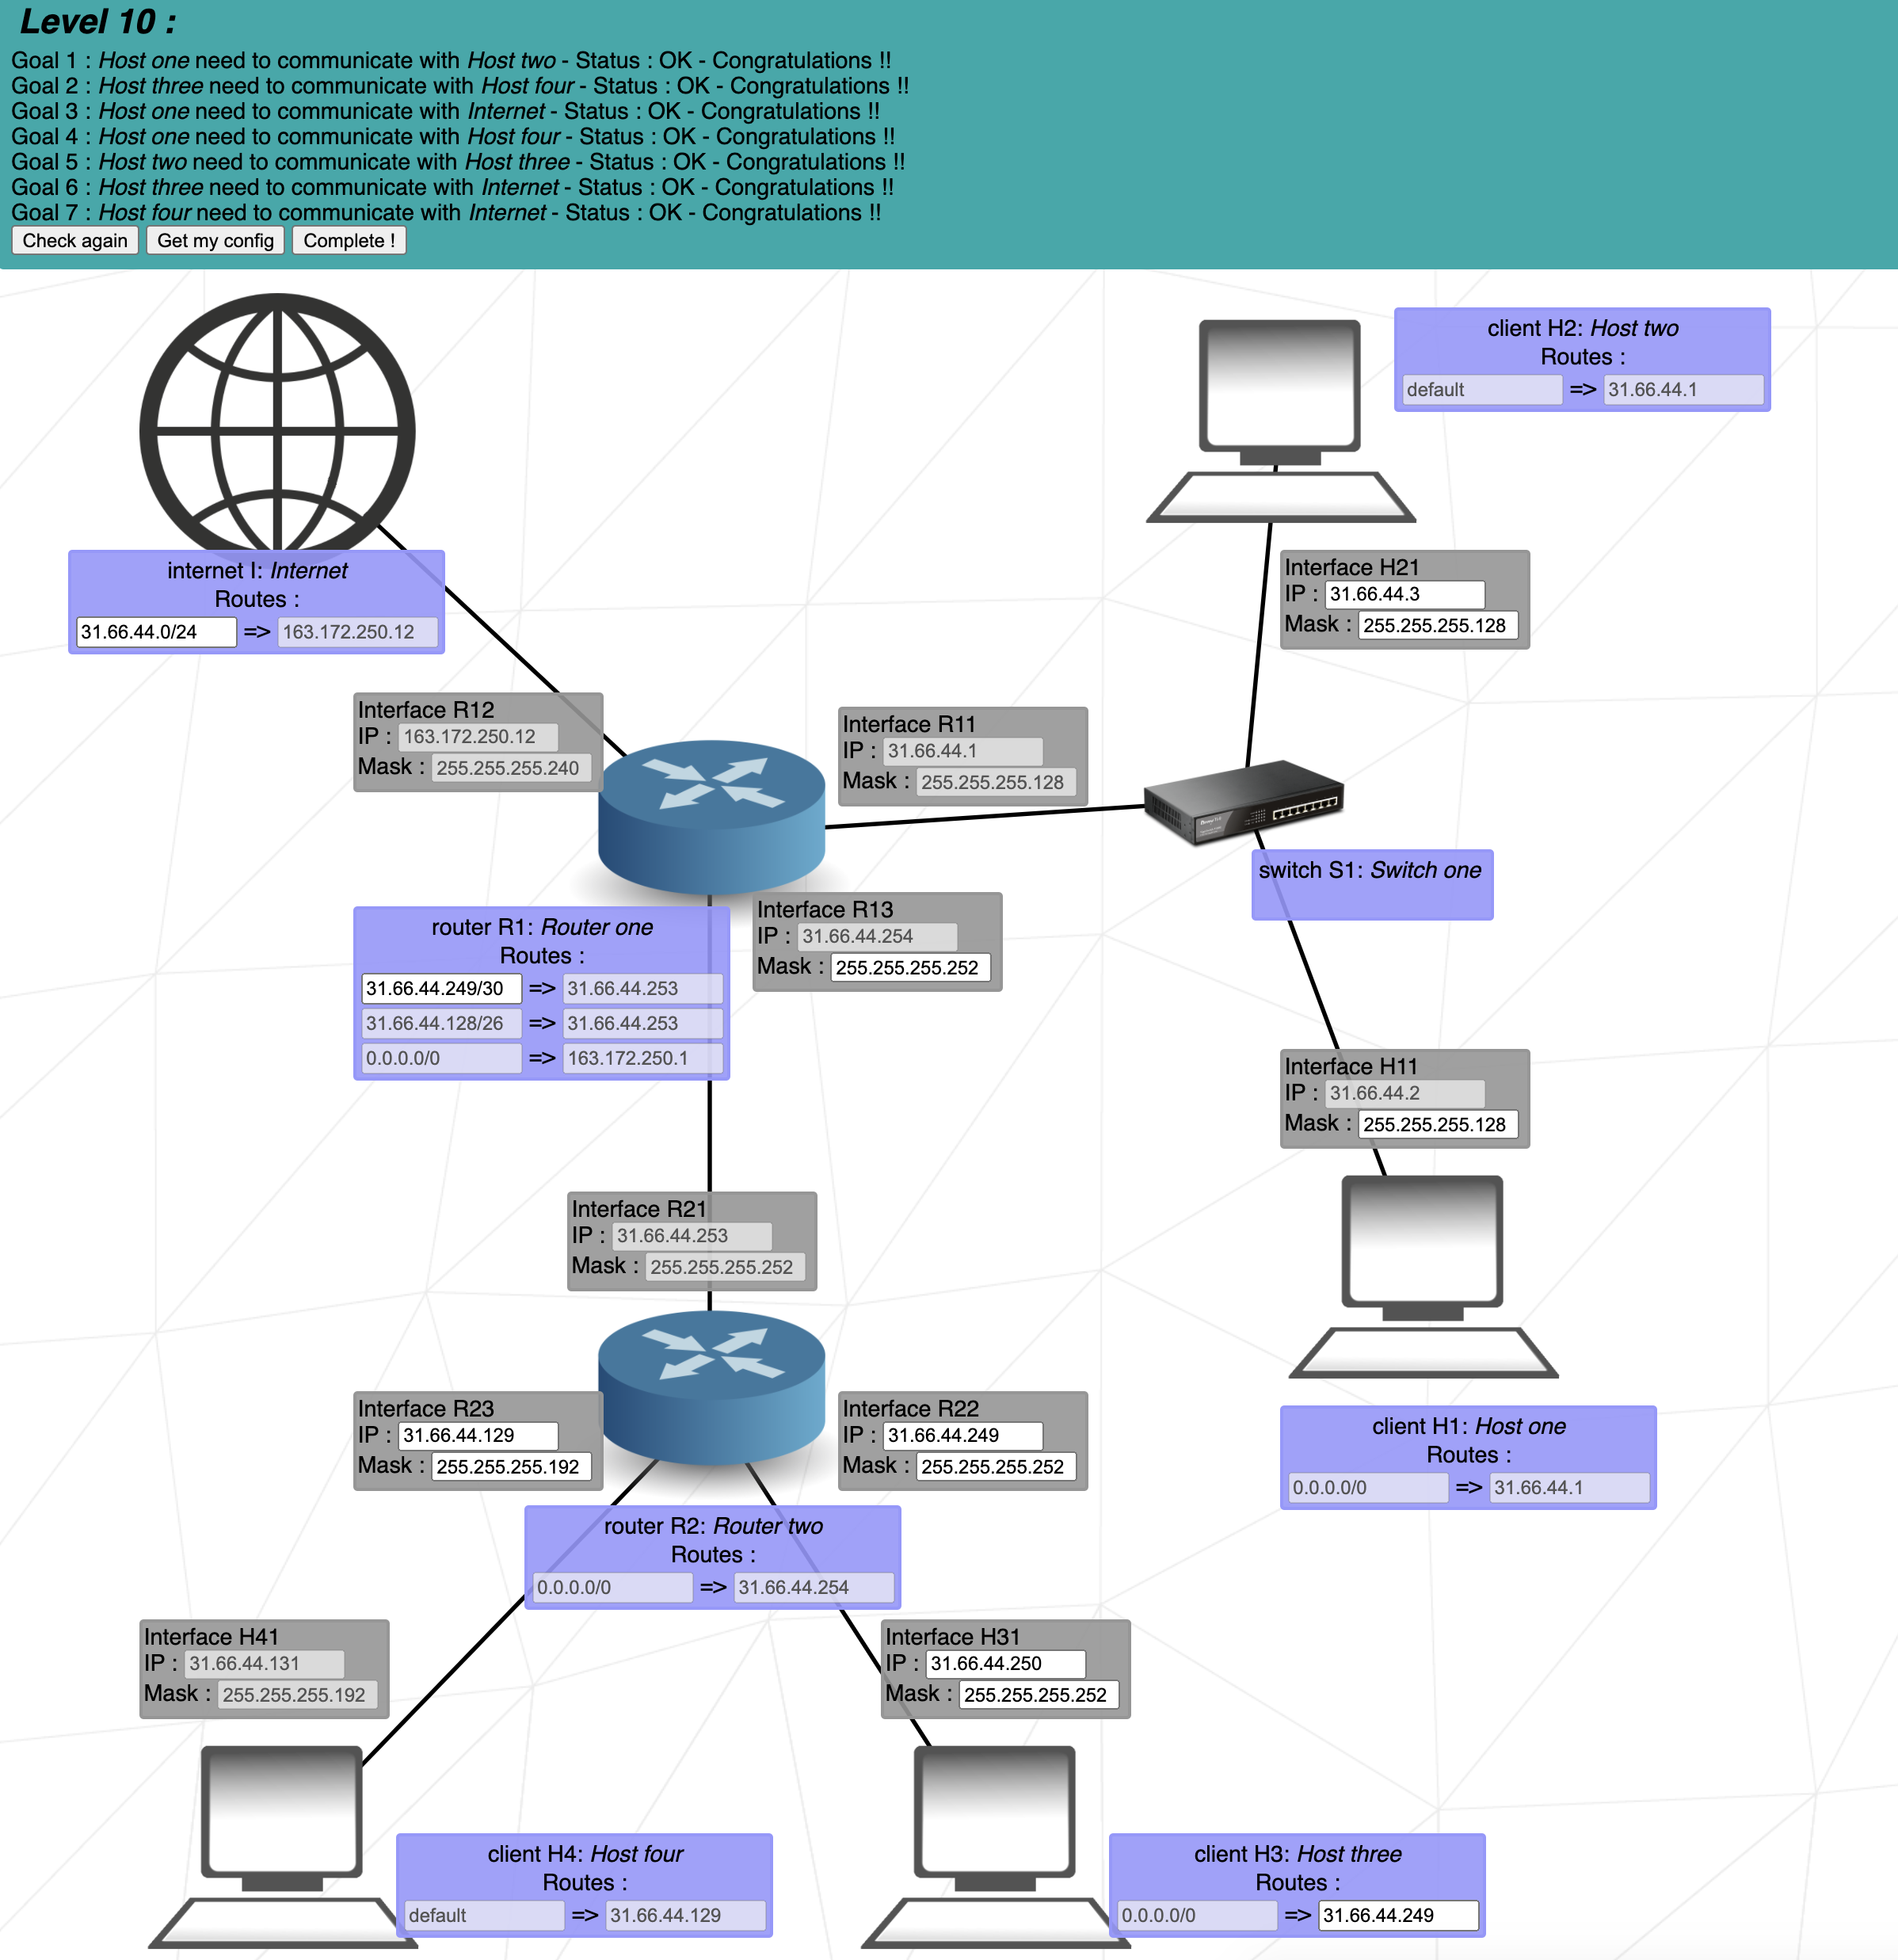 Level 10 :
Goal 1 : Host one need to communicate with Host two - Status : OK - Congratulations !!
Goal 2 : Host three need to communicate with Host four - Status : OK - Congratulations !!
Goal 3 : Host one need to communicate with Internet - Status : OK - Congratulations !!
Goal 4 : Host one need to communicate with Host four - Status : OK - Congratulations !!
Goal 5 : Host two need to communicate with Host three - Status : OK - Congratulations !!
Goal 6 : Host three need to communicate with Internet - Status : OK - Congratulations !!
Goal 7 : Host four need to communicate with Internet - Status : OK - Congratulations !!
Check again Get my config Complete !
client H2: Host two
Routes :
default => 31.66.44.1
internet I: Internet
Routes :
31.66.44.0/24 => 163.172.250.12
Interface H21
IP : 31.66.44.3
Mask : 255.255.255.128
Interface R12
IP : 163.172.250.12
Mask : 255.255.255.240
Interface R11
IP : 31.66.44.1
Mask : 255.255.255.128
switch S1: Switch one
Interface R13
IP : 31.66.44.254
Mask : 255.255.255.252
router R1: Router one
Routes :
31.66.44.249/30 => 31.66.44.253
31.66.44.128/26 => 31.66.44.253
0.0.0.0/0 => 163.172.250.1
Interface H11
IP : 31.66.44.2
Mask : 255.255.255.128
Interface R21
IP : 31.66.44.253
Mask : 255.255.255.252
Interface R23
IP : 31.66.44.129
Mask : 255.255.255.192
Interface R22
IP : 31.66.44.249
Mask : 255.255.255.252
client H1: Host one
Routes :
0.0.0.0/0 => 31.66.44.1
router R2: Router two
Routes :
0.0.0.0/0 => 31.66.44.254
Interface H41
IP : 31.66.44.131
Mask : 255.255.255.192
Interface H31
IP : 31.66.44.250
Mask : 255.255.255.252
client H4: Host four
Routes :
default => 31.66.44.129
client H3: Host three
Routes :
0.0.0.0/0 => 31.66.44.249